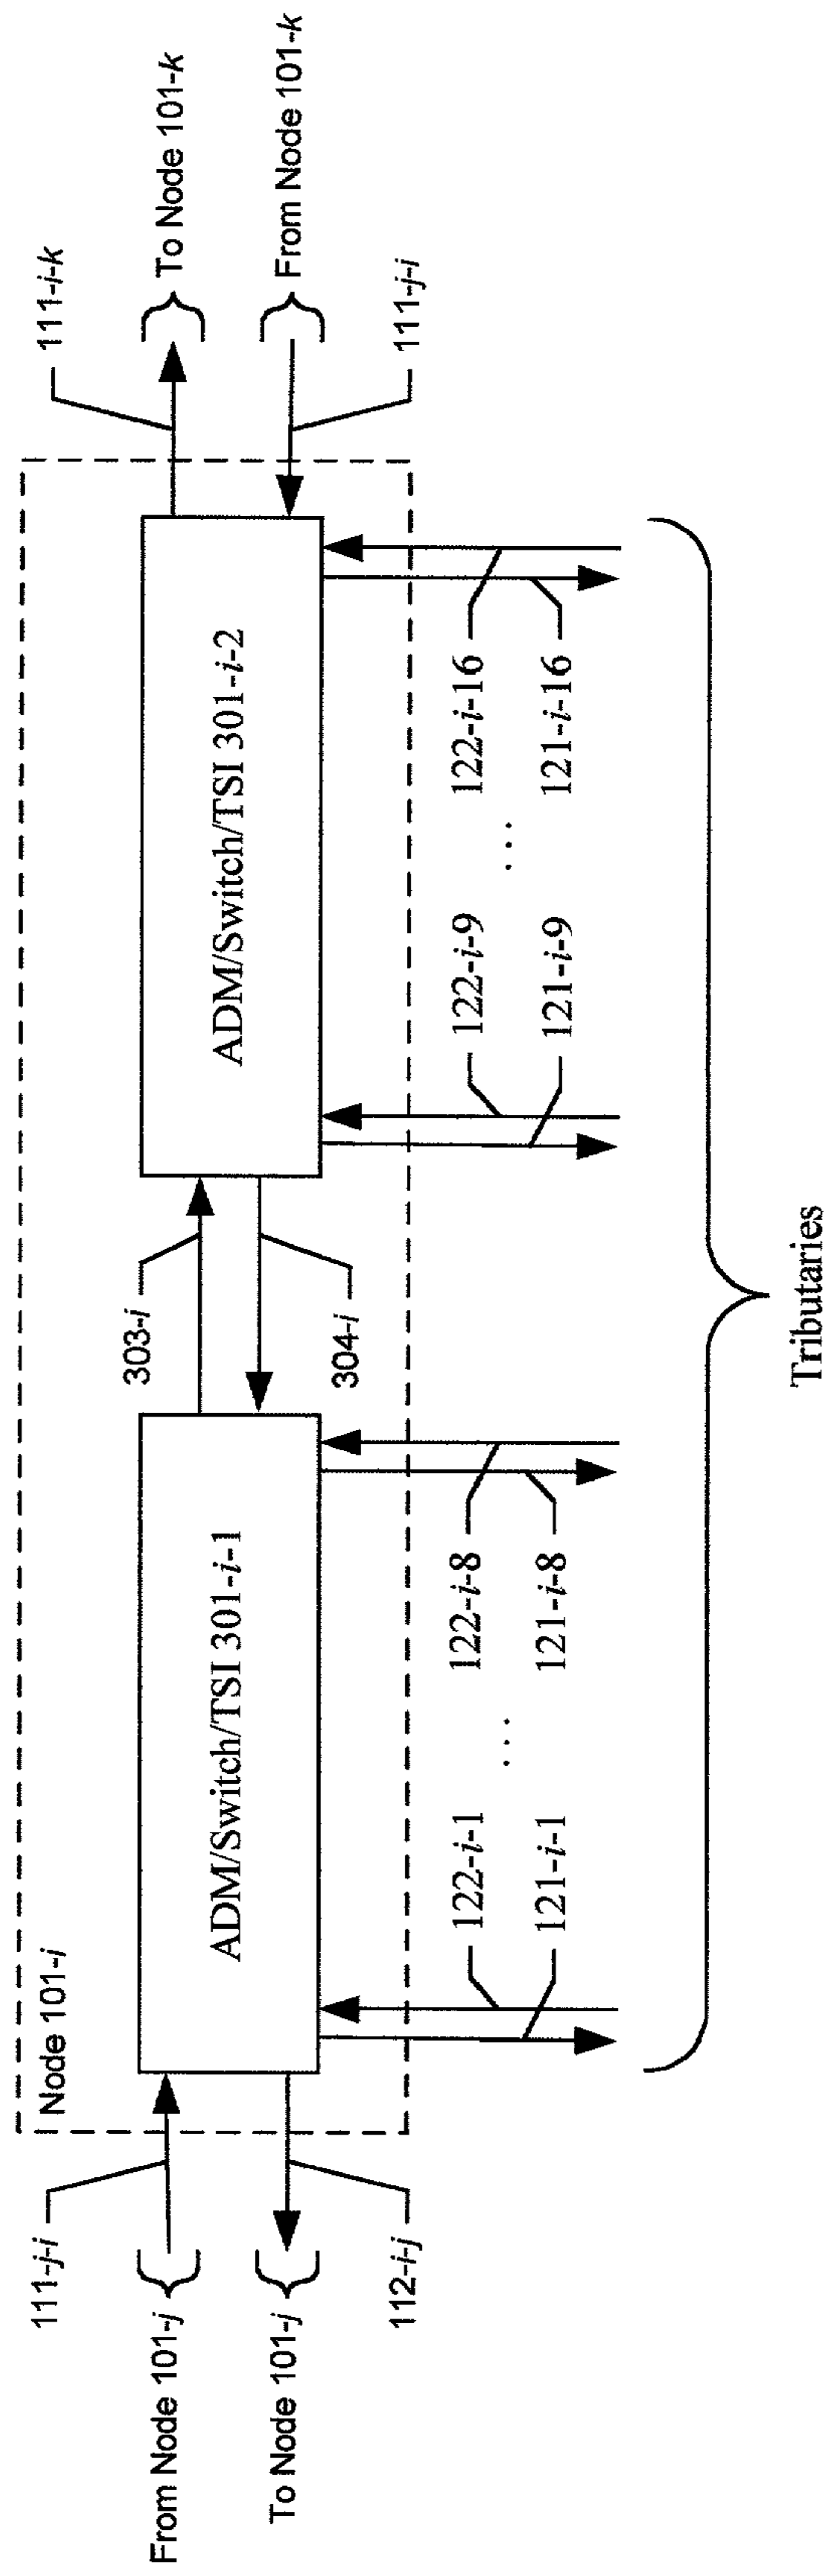 111-j-i
From Node 101-j
To Node 101-j
112-i-j
Node 101-i
ADM/Switch/TSI 301-i-1
303-i
304-i
ADM/Switch/TSI 301-i-2
111-i-k
To Node 101-k
From Node 101-k
111-j-i
122-i-1 ... 122-i-8
121-i-1 121-i-8
122-i-9 ... 122-i-16
121-i-9 121-i-16
Tributaries